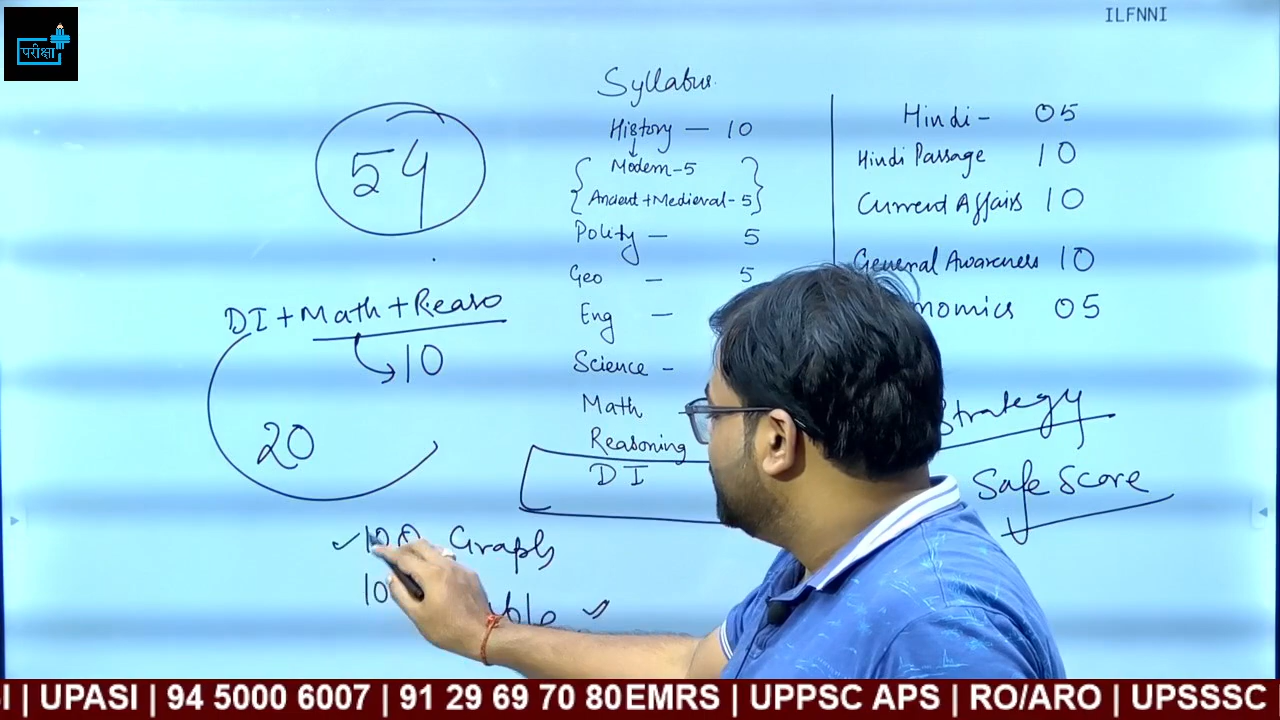 ILFNNI
परीक्षा
54
DI + Math + Reaso
10
20
Syllabus
History — 10
Modern-5
Ancient + Medieval - 5
Polity — 5
Geo — 5
Eng —
Science -
Math
Reasoning
DI
Hindi - 05
Hindi Passage 10
Current Affairs 10
General Awareness 10
nomics 05
Strategy
Safe Score
Graph
| UPASI | 94 5000 6007 | 91 29 69 70 80 EMRS | UPPSC APS | RO/ARO | UPSSSC |